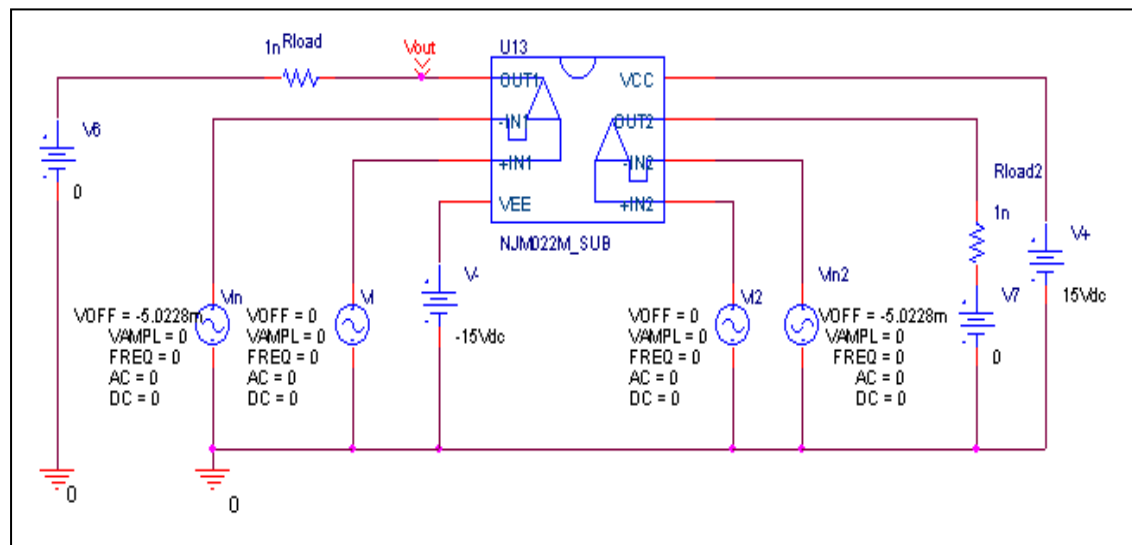 1n
Rload
Vout
U13
V6
0
OUT1
-IN1
+IN1
VEE
VCC
OUT2
-IN2
+IN2
NJM022M_SUB
Rload2
1n
V+
15Vdc
V7
0
V-
-15Vdc
Vin
VOFF = -5.0228m
VAMPL = 0
FREQ = 0
AC = 0
DC = 0
Vi
VOFF = 0
VAMPL = 0
FREQ = 0
AC = 0
DC = 0
Vi2
VOFF = 0
VAMPL = 0
FREQ = 0
AC = 0
DC = 0
Vin2
VOFF = -5.0228m
VAMPL = 0
FREQ = 0
AC = 0
DC = 0
0
0